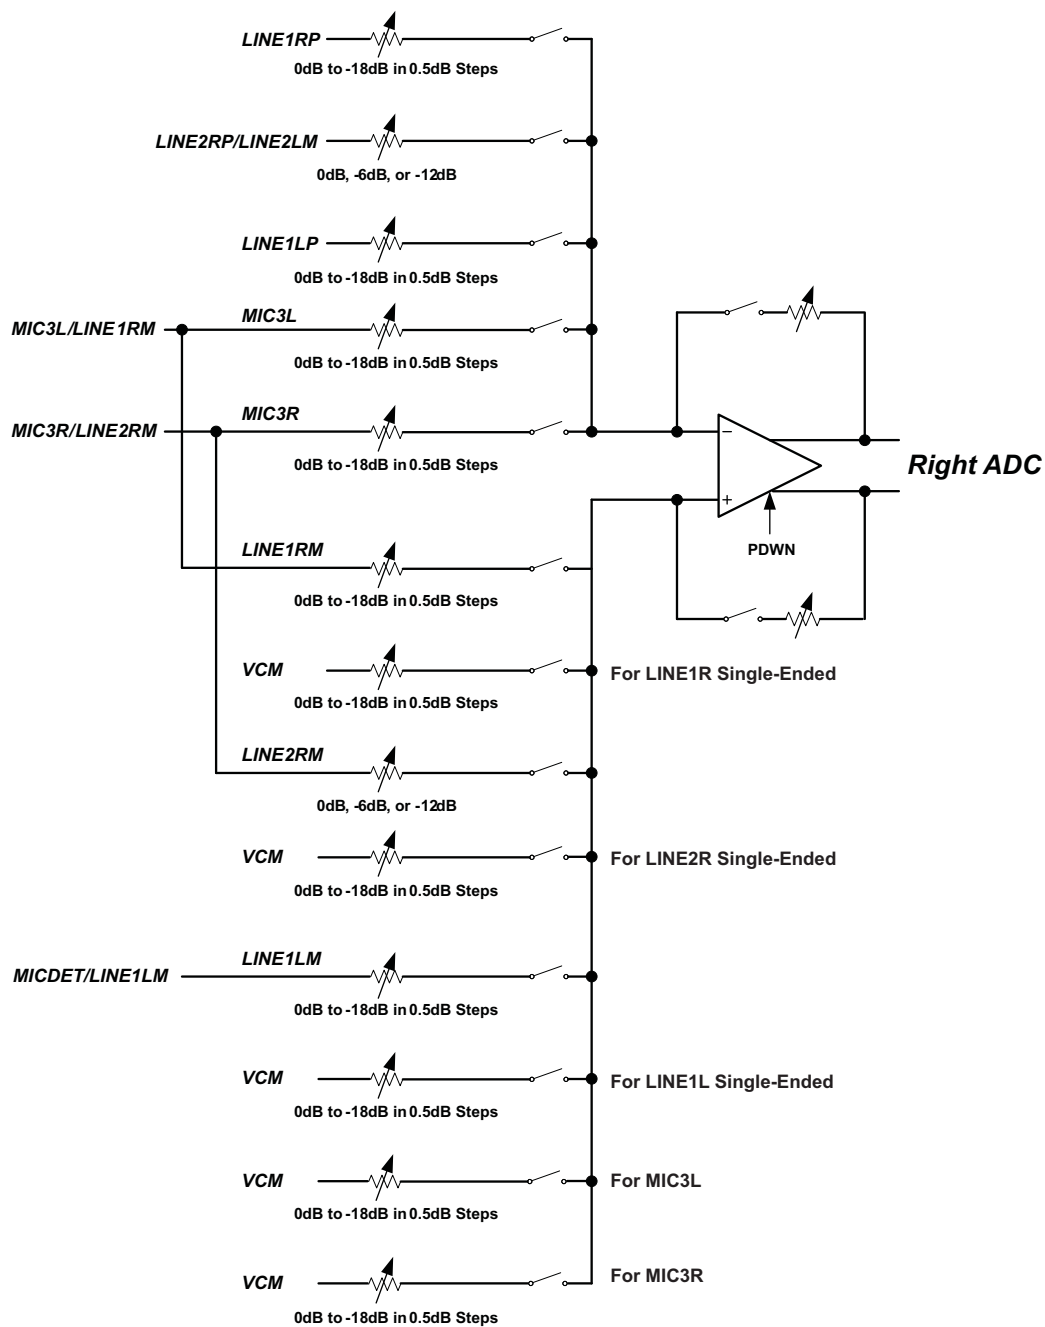 LINE1RP
0dB to -18dB in 0.5dB Steps
LINE2RP/LINE2LM
0dB, -6dB, or -12dB
LINE1LP
0dB to -18dB in 0.5dB Steps
MIC3L/LINE1RM
MIC3L
0dB to -18dB in 0.5dB Steps
MIC3R/LINE2RM
MIC3R
0dB to -18dB in 0.5dB Steps
−
+
Right ADC
PDWN
LINE1RM
0dB to -18dB in 0.5dB Steps
VCM
For LINE1R Single-Ended
0dB to -18dB in 0.5dB Steps
LINE2RM
0dB, -6dB, or -12dB
VCM
For LINE2R Single-Ended
0dB to -18dB in 0.5dB Steps
MICDET/LINE1LM
LINE1LM
0dB to -18dB in 0.5dB Steps
VCM
For LINE1L Single-Ended
0dB to -18dB in 0.5dB Steps
VCM
For MIC3L
0dB to -18dB in 0.5dB Steps
VCM
For MIC3R
0dB to -18dB in 0.5dB Steps